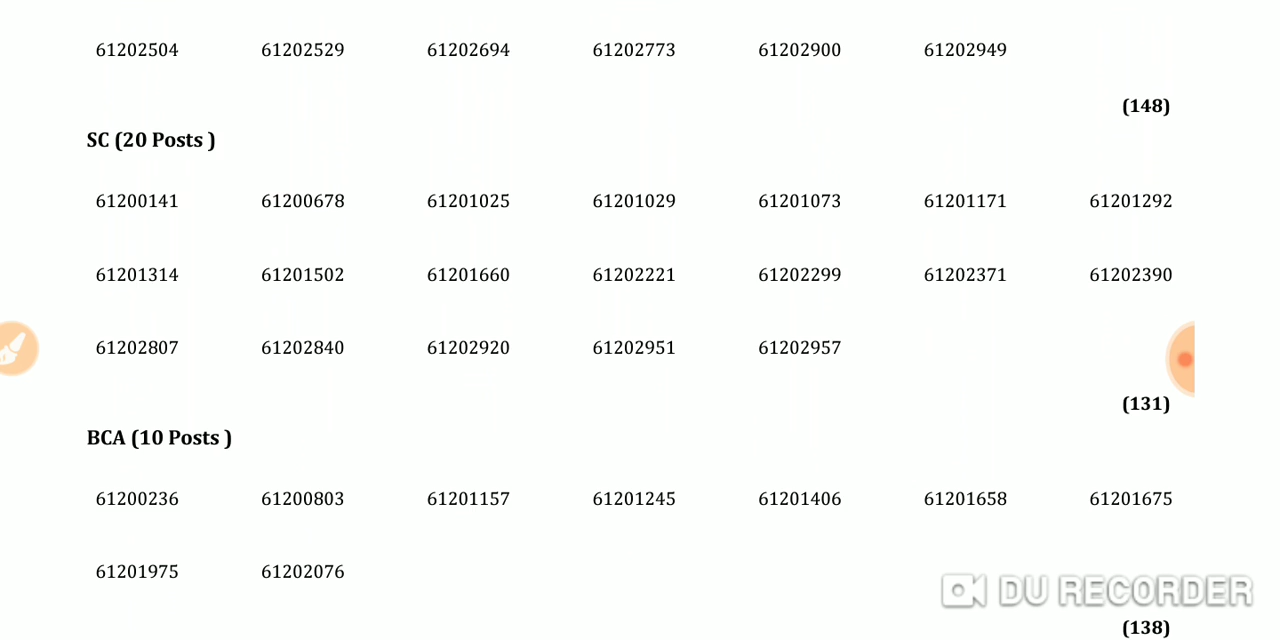 61202504 61202529 61202694 61202773 61202900 61202949
(148)
SC (20 Posts )
61200141 61200678 61201025 61201029 61201073 61201171 61201292
61201314 61201502 61201660 61202221 61202299 61202371 61202390
61202807 61202840 61202920 61202951 61202957
(131)
BCA (10 Posts )
61200236 61200803 61201157 61201245 61201406 61201658 61201675
61201975 61202076
DU RECORDER
(138)